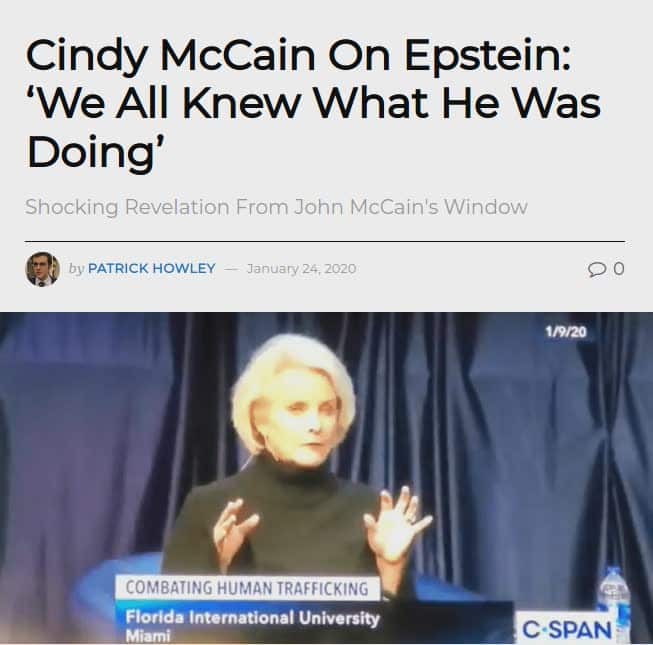 Cindy McCain On Epstein:
‘We All Knew What He Was
Doing’
Shocking Revelation From John McCain's Window
by PATRICK HOWLEY — January 24, 2020 0
1/9/20
COMBATING HUMAN TRAFFICKING
Florida International University
Miami
C-SPAN